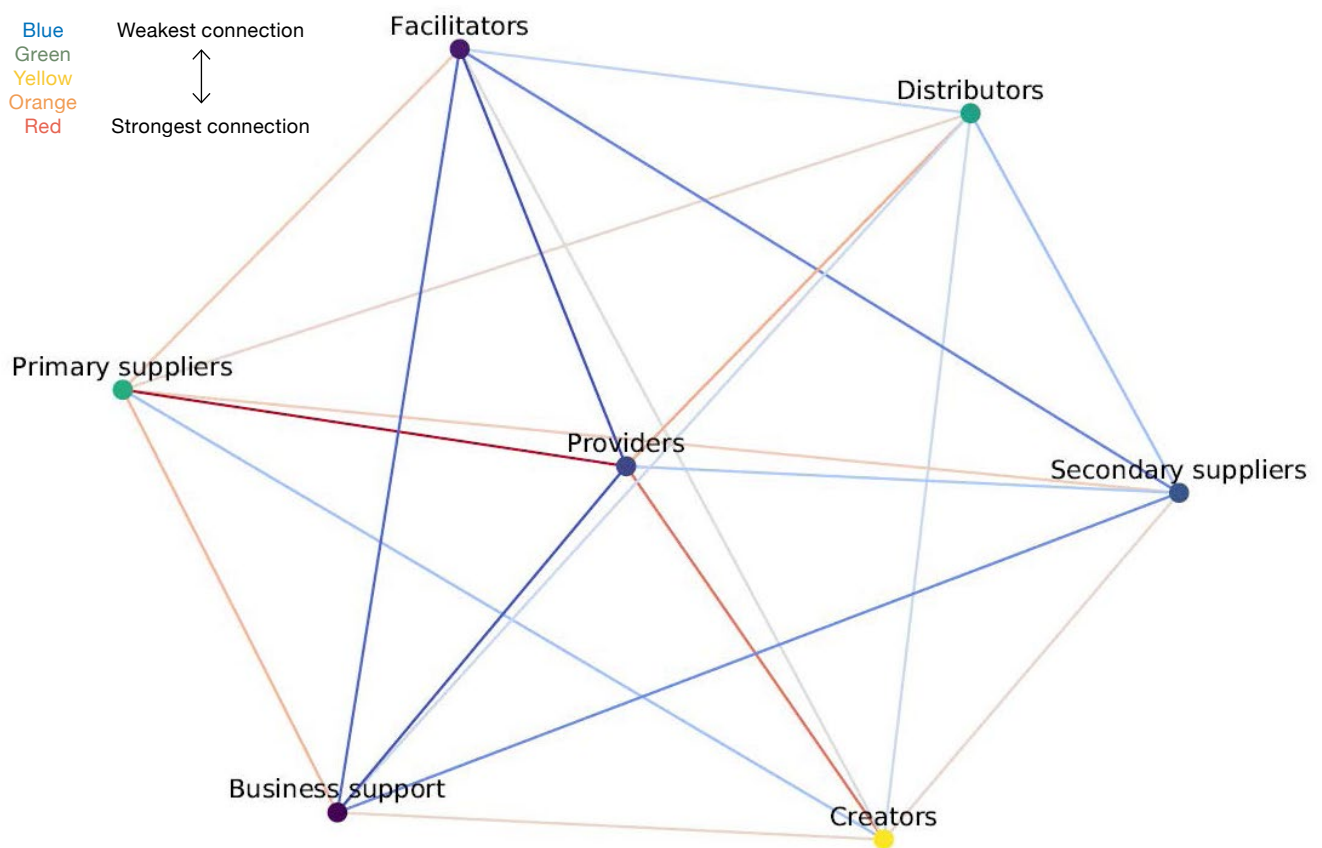 Blue
Weakest connection
Green
Yellow
Orange
Red
Strongest connection
Facilitators
Distributors
Primary suppliers
Providers
Secondary suppliers
Business support
Creators